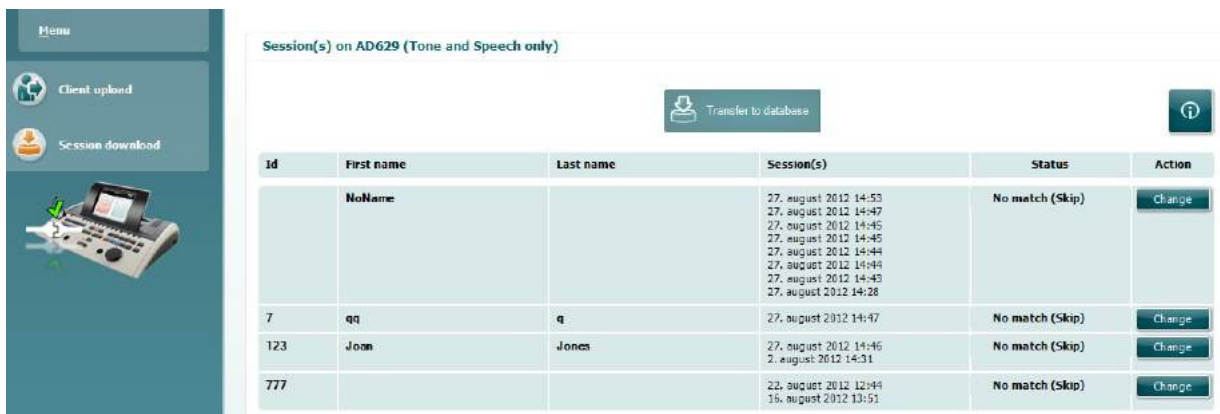 Menu
Client upload
Session download
Session(s) on AD629 (Tone and Speech only)
Transfer to database
Id First name Last name Session(s) Status Action
NoName 27. august 2012 14:53 No match (Skip) Change
27. august 2012 14:47
27. august 2012 14:45
27. august 2012 14:45
27. august 2012 14:44
27. august 2012 14:44
27. august 2012 14:43
27. august 2012 14:28
7 qq q 27. august 2012 14:47 No match (Skip) Change
123 Joan Jones 27. august 2012 14:46 No match (Skip) Change
2. august 2012 14:31
777 22. august 2012 12:44 No match (Skip) Change
16. august 2012 13:51